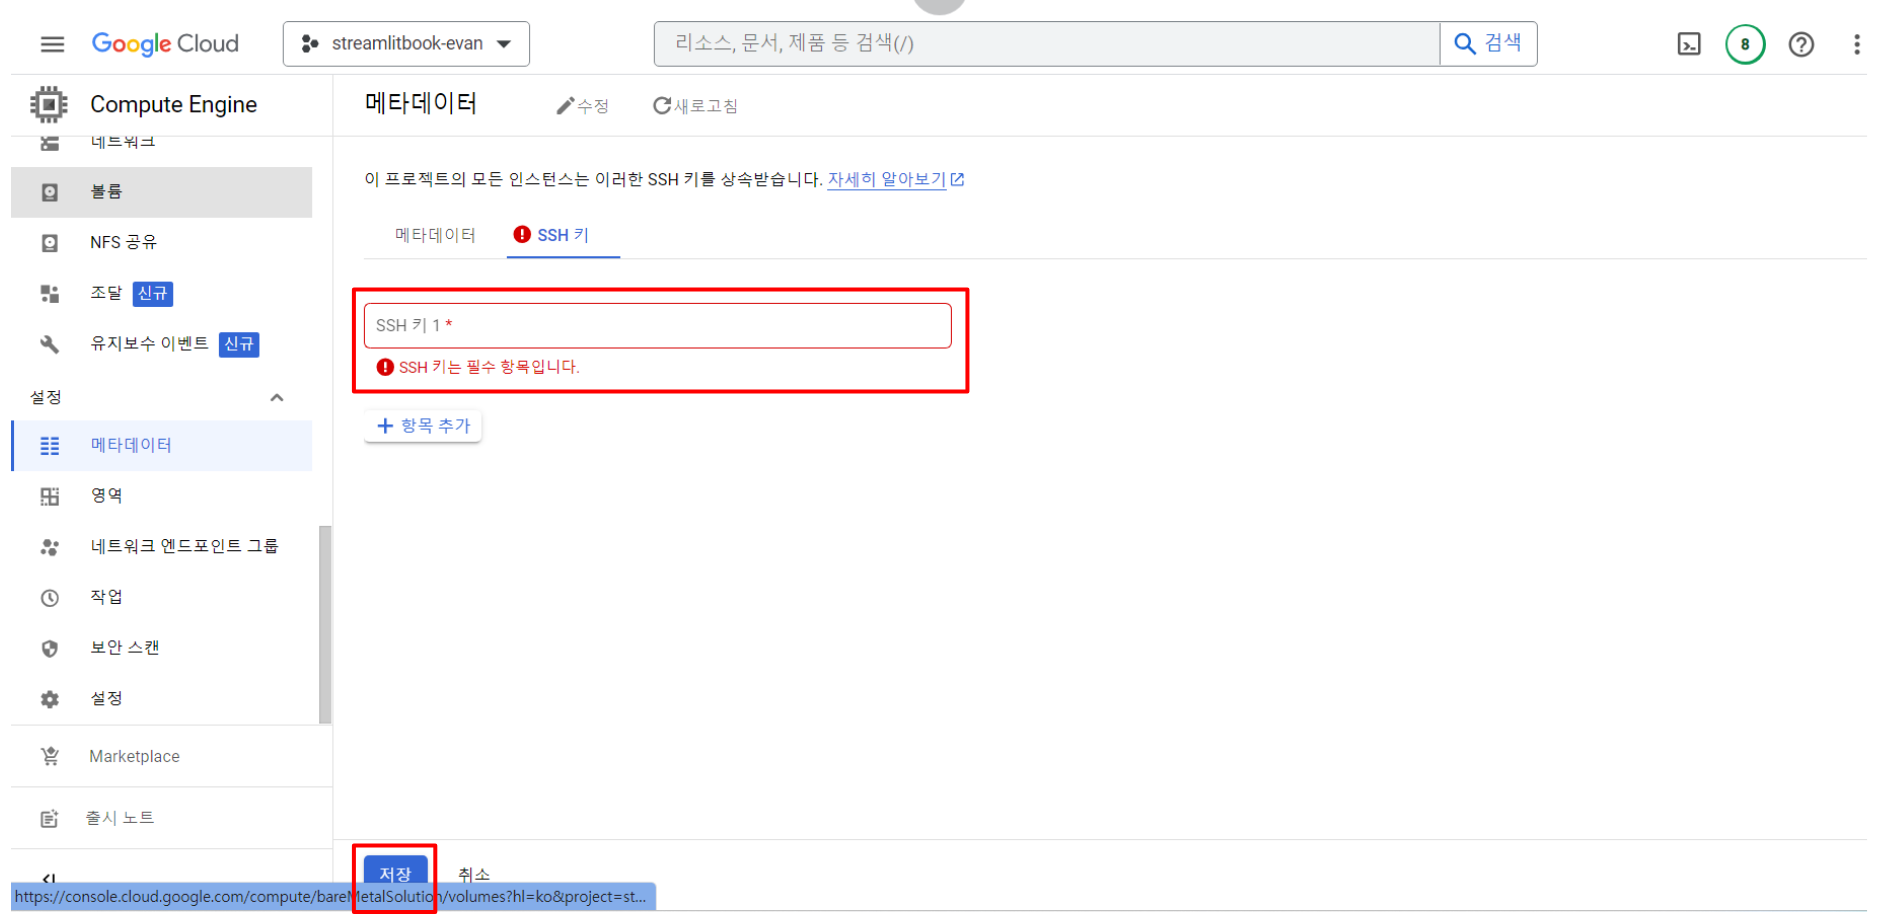 Google Cloud
streamlitbook-evan
리소스, 문서, 제품 등 검색(/)
검색
8
Compute Engine
네트워크
볼륨
NFS 공유
조달 신규
유지보수 이벤트 신규
설정
메타데이터
영역
네트워크 엔드포인트 그룹
작업
보안 스캔
설정
Marketplace
출시 노트
메타데이터
수정
새로고침
이 프로젝트의 모든 인스턴스는 이러한 SSH 키를 상속받습니다. 자세히 알아보기
메타데이터
SSH 키
SSH 키 1 *
SSH 키는 필수 항목입니다.
+ 항목 추가
저장
취소
https://console.cloud.google.com/compute/bareMetalSolution/volumes?hl=ko&project=st...